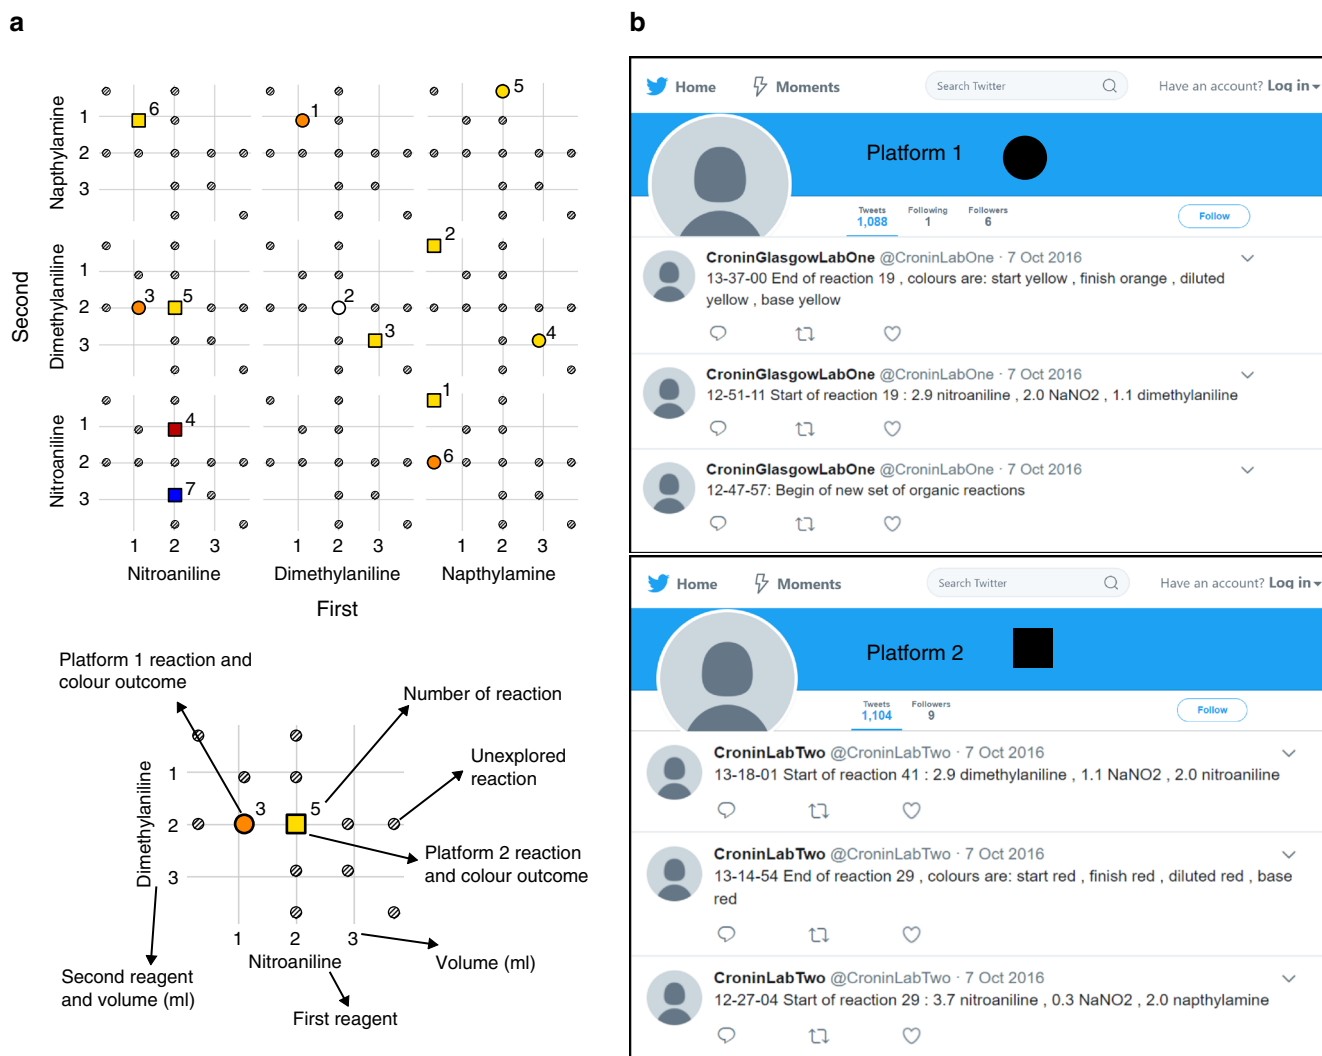 a
Second
Napthylamine
1
2
3
6
1
5
Dimethylaniline
1
2
3
3
5
2
3
2
4
Nitroaniline
1
2
3
4
7
1
6
1 2 3
1 2 3
1 2 3
Nitroaniline
Dimethylaniline
Napthylamine
First
Platform 1 reaction and
colour outcome
Number of reaction
Unexplored
reaction
Dimethylaniline
1
2
3
3
5
Platform 2 reaction
and colour outcome
1 2 3
Nitroaniline
Volume (ml)
Second reagent
and volume (ml)
First reagent
b
Home
Moments
Search Twitter
Have an account? Log in
Platform 1
Tweets Following Followers
1,088 1 6
Follow
CroninGlasgowLabOne @CroninLabOne · 7 Oct 2016
13-37-00 End of reaction 19 , colours are: start yellow , finish orange , diluted
yellow , base yellow
CroninGlasgowLabOne @CroninLabOne · 7 Oct 2016
12-51-11 Start of reaction 19 : 2.9 nitroaniline , 2.0 NaNO2 , 1.1 dimethylaniline
CroninGlasgowLabOne @CroninLabOne · 7 Oct 2016
12-47-57: Begin of new set of organic reactions
Home
Moments
Search Twitter
Have an account? Log in
Platform 2
Tweets Followers
1,104 9
Follow
CroninLabTwo @CroninLabTwo · 7 Oct 2016
13-18-01 Start of reaction 41 : 2.9 dimethylaniline , 1.1 NaNO2 , 2.0 nitroaniline
CroninLabTwo @CroninLabTwo · 7 Oct 2016
13-14-54 End of reaction 29 , colours are: start red , finish red , diluted red , base
red
CroninLabTwo @CroninLabTwo · 7 Oct 2016
12-27-04 Start of reaction 29 : 3.7 nitroaniline , 0.3 NaNO2 , 2.0 napthylamine